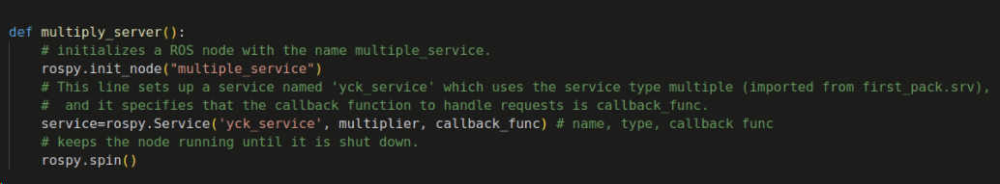 def multiply_server():
    # initializes a ROS node with the name multiple_service.
    rospy.init_node("multiple_service")
    # This line sets up a service named 'yck_service' which uses the service type multiple (imported from first_pack.srv),
    #  and it specifies that the callback function to handle requests is callback_func.
    service=rospy.Service('yck_service', multiplier, callback_func) # name, type, callback func
    # keeps the node running until it is shut down.
    rospy.spin()